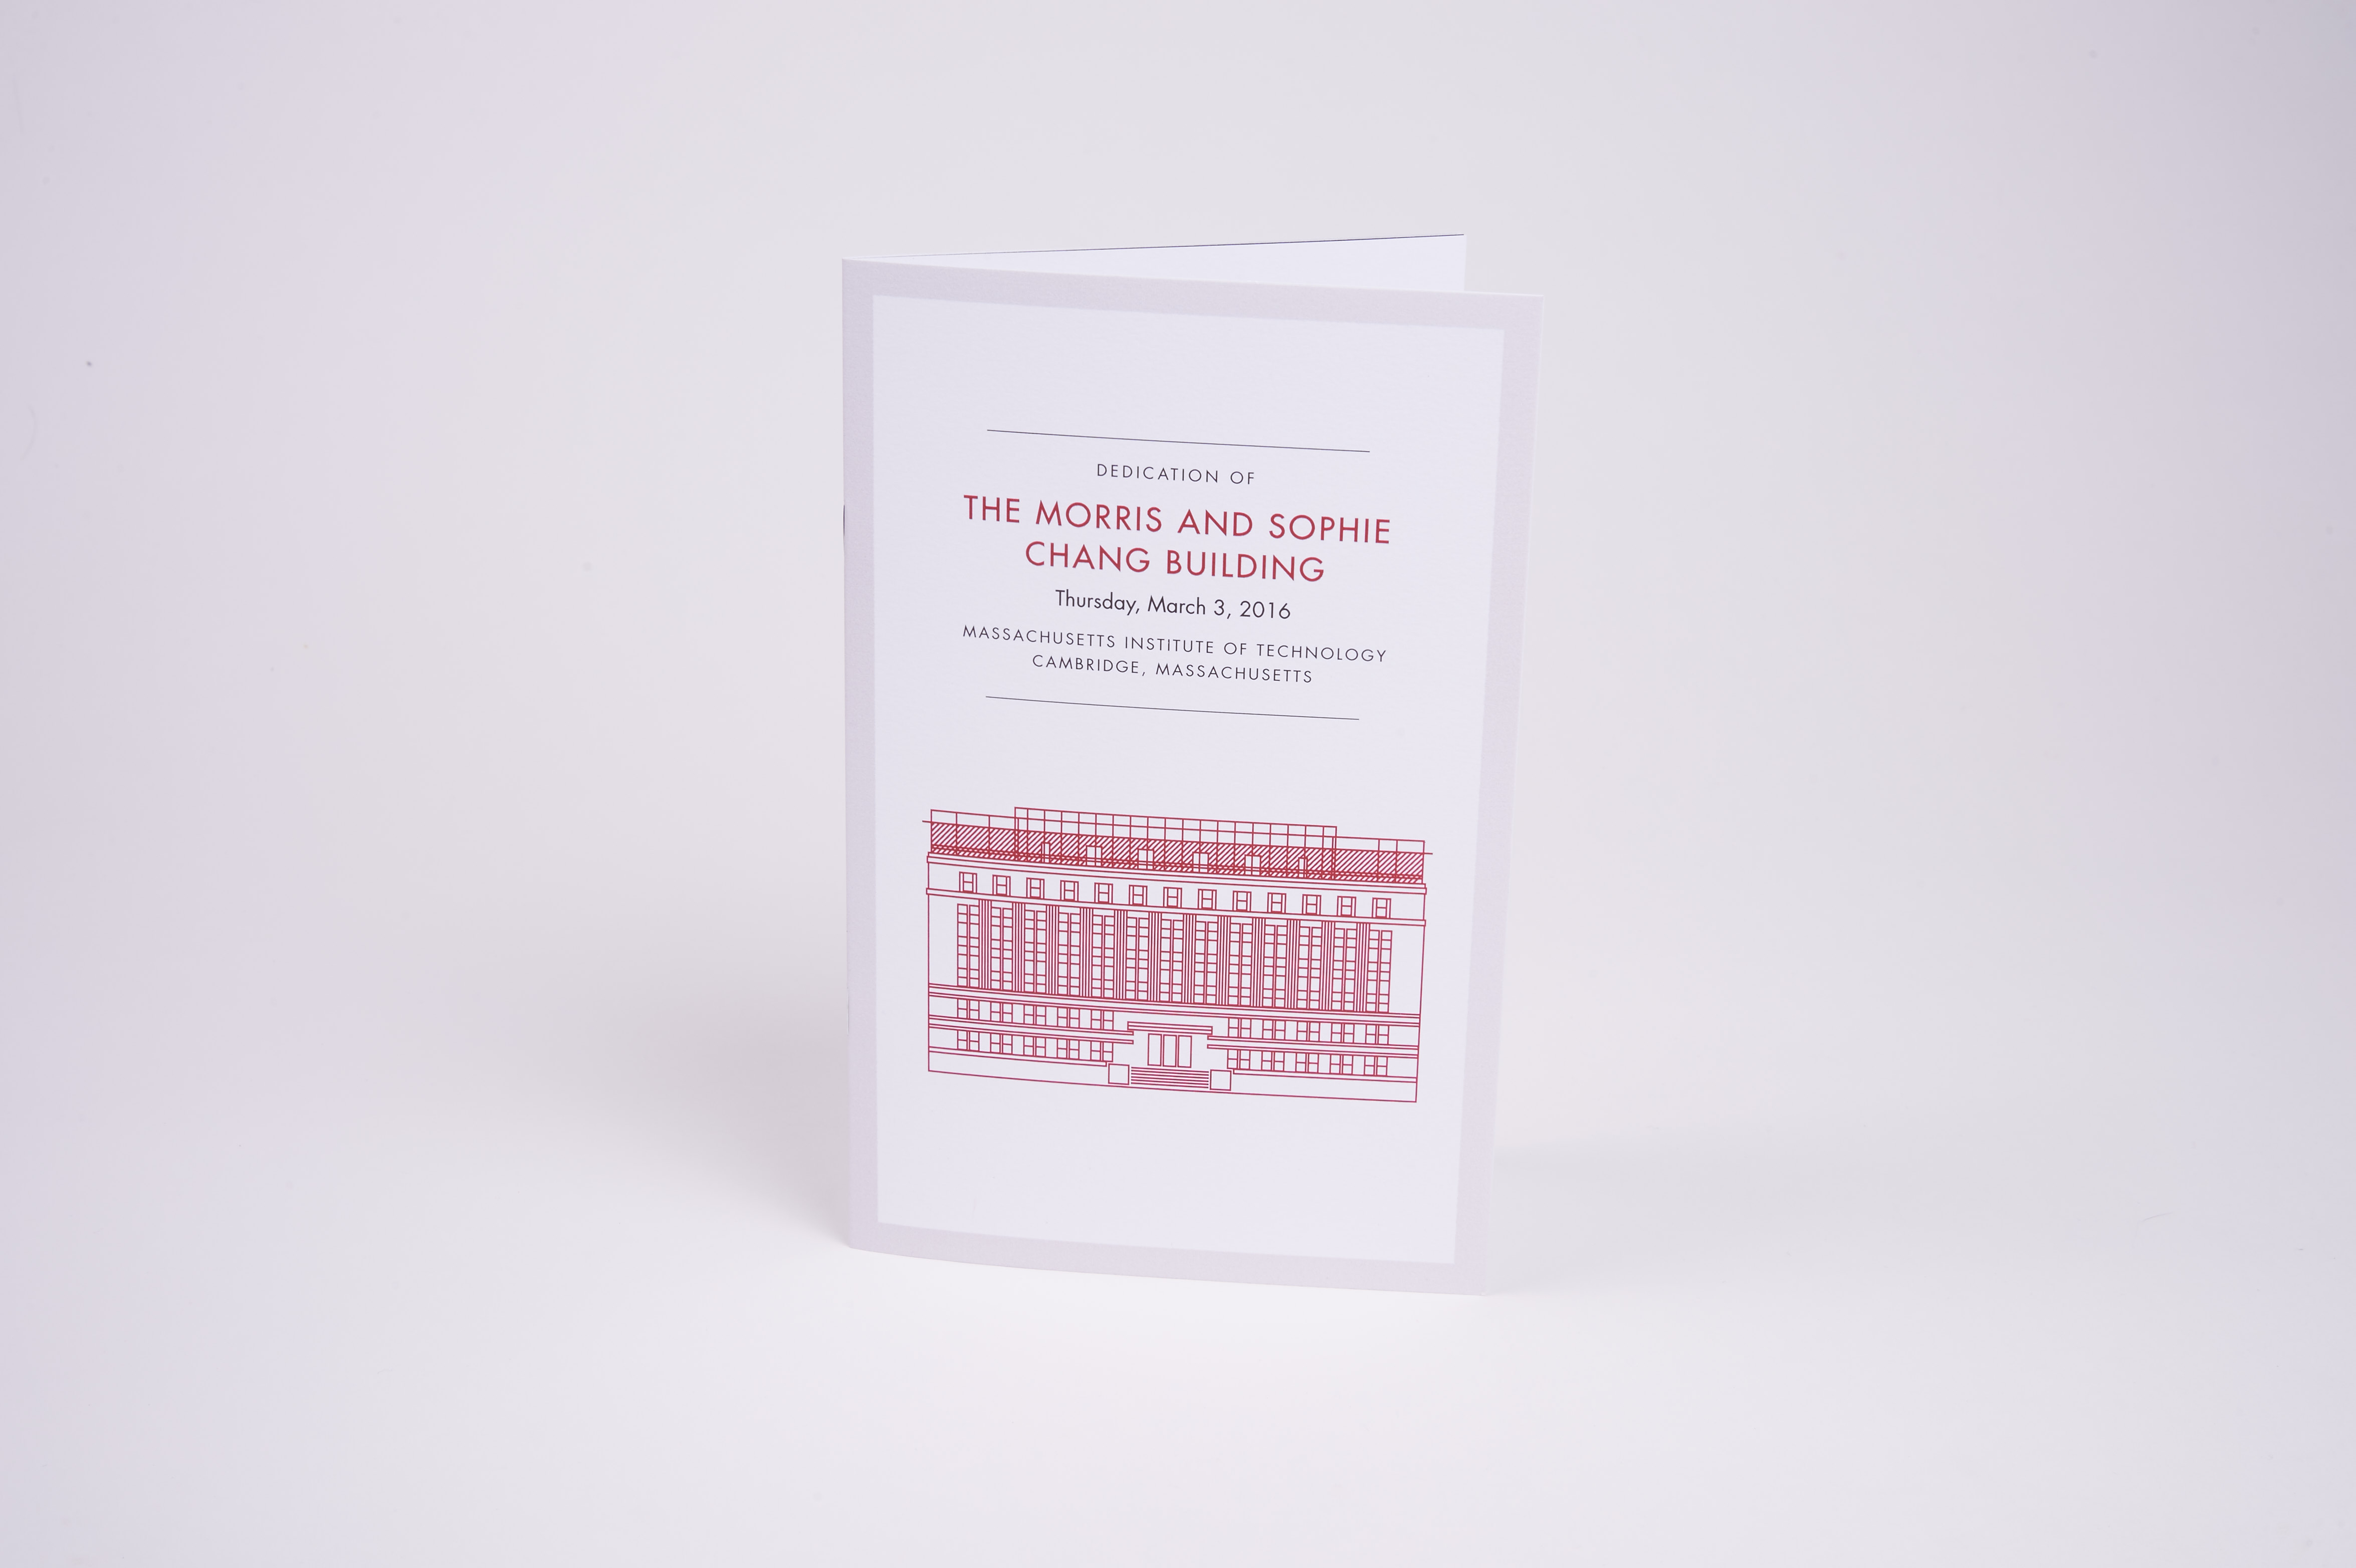 DEDICATION OF
THE MORRIS AND SOPHIE
CHANG BUILDING
Thursday, March 3, 2016
MASSACHUSETTS INSTITUTE OF TECHNOLOGY
CAMBRIDGE, MASSACHUSETTS